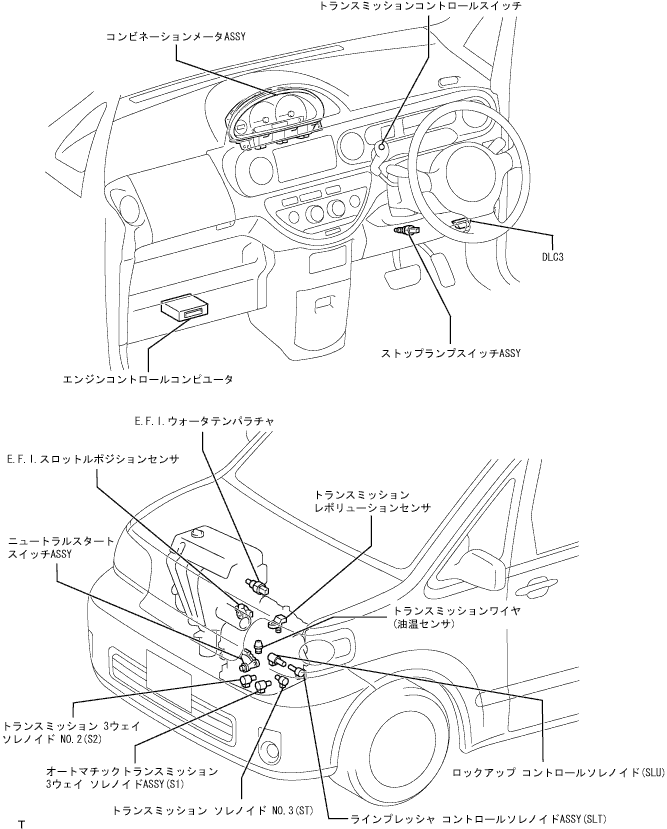 トランスミッションコントロールスイッチ
コンビネーションメータASSY
DLC3
ストップランプスイッチASSY
エンジンコントロールコンピュータ
E.F.I.ウォータテンパラチャ
E.F.I.スロットルポジションセンサ
トランスミッション
レボリューションセンサ
ニュートラルスタート
スイッチASSY
トランスミッションワイヤ
(油温センサ)
トランスミッション 3ウェイ
ソレノイド NO.2(S2)
オートマチックトランスミッション
3ウェイ ソレノイドASSY(S1)
ロックアップ コントロールソレノイド(SLU)
トランスミッション ソレノイド NO.3(ST)
ラインプレッシャ コントロールソレノイドASSY(SLT)
T